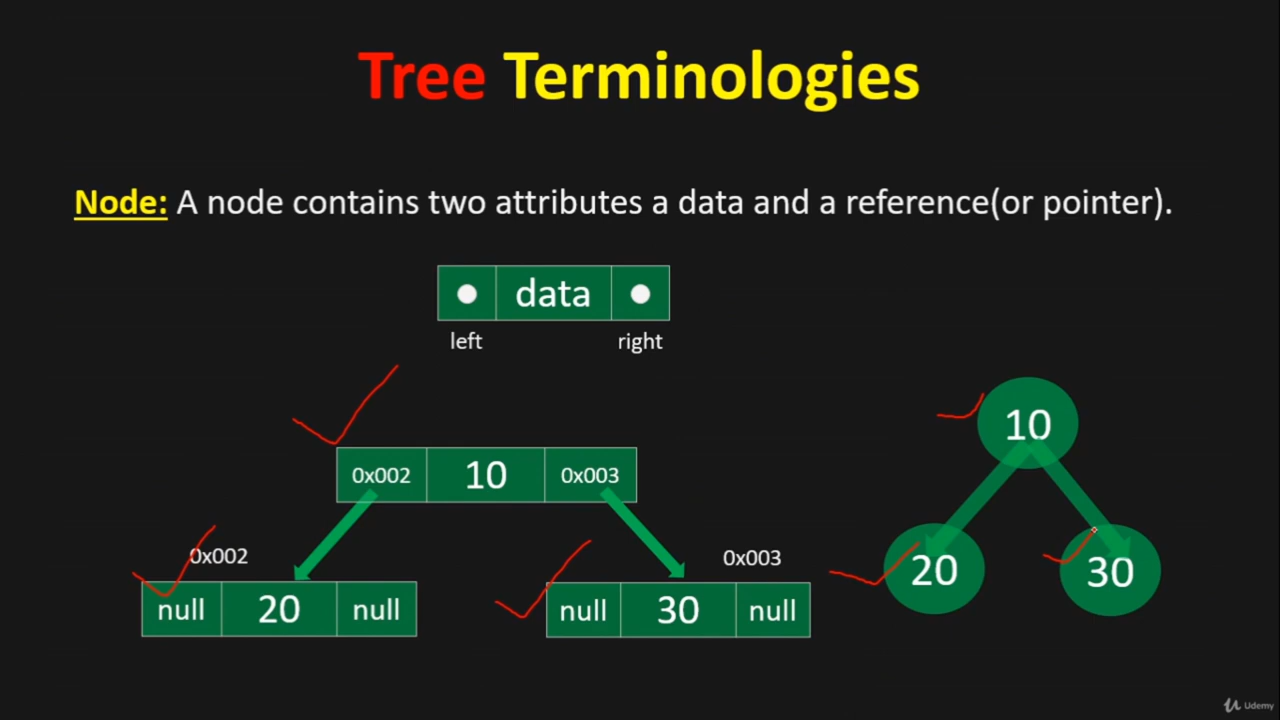 Tree Terminologies
Node: A node contains two attributes a data and a reference(or pointer).
data
left right
0x002 10 0x003
10
0x002 0x003
null 20 null
null 30 null
20 30
Udemy